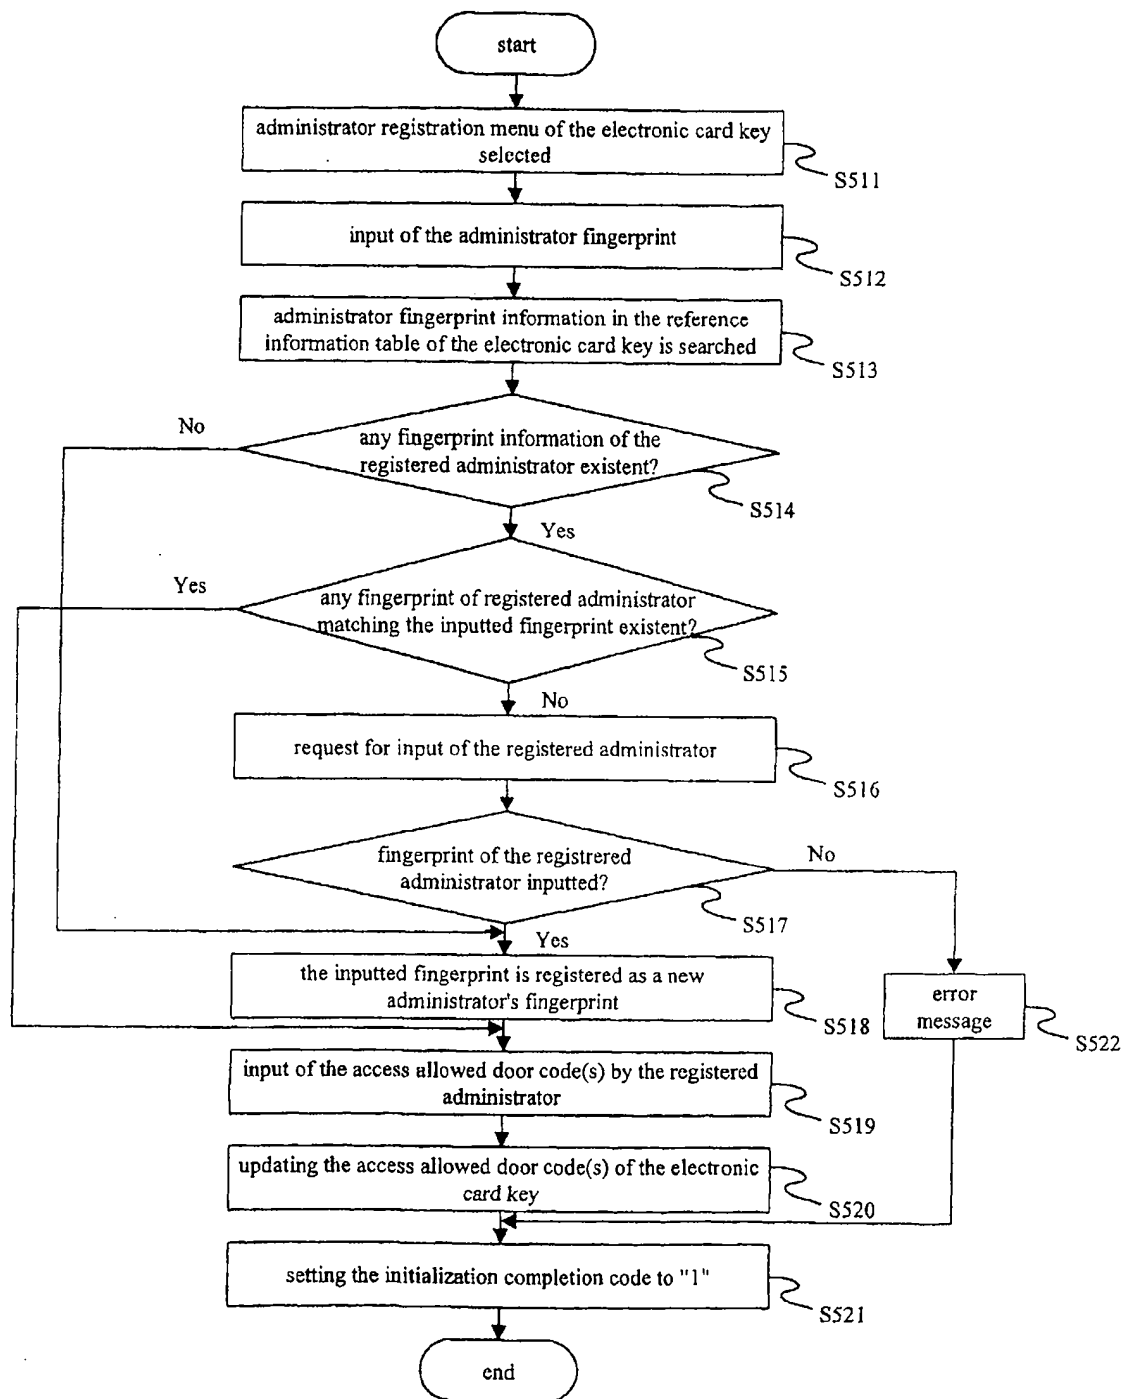 start
administrator registration menu of the electronic card key
selected
S511
input of the administrator fingerprint
S512
administrator fingerprint information in the reference
information table of the electronic card key is searched
S513
No
any fingerprint information of the
registered administrator existent?
S514
Yes
Yes
any fingerprint of registered administrator
matching the inputted fingerprint existent?
S515
No
request for input of the registered administrator
S516
fingerprint of the registrered
administrator inputted?
No
S517
Yes
the inputted fingerprint is registered as a new
administrator's fingerprint
S518
error
message
S522
input of the access allowed door code(s) by the registered
administrator
S519
updating the access allowed door code(s) of the electronic
card key
S520
setting the initialization completion code to "1"
S521
end